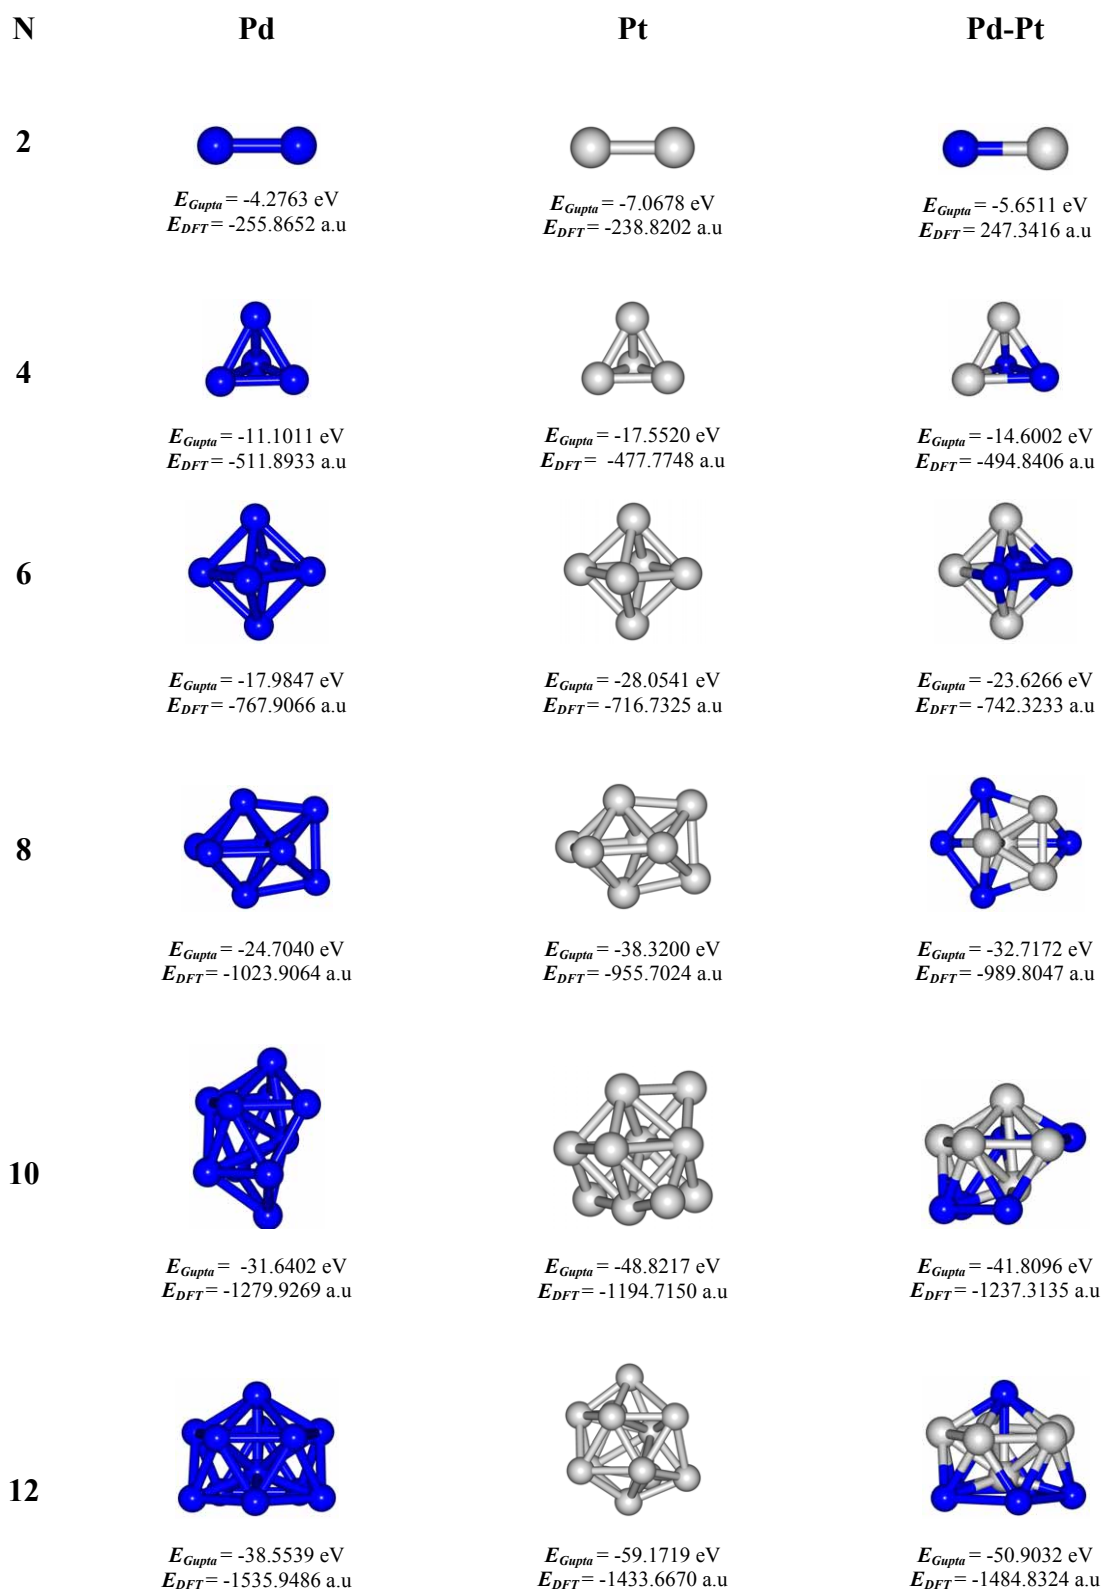 N Pd Pt Pd-Pt
2
E_Gupta = -4.2763 eV
E_DFT = -255.8652 a.u
E_Gupta = -7.0678 eV
E_DFT = -238.8202 a.u
E_Gupta = -5.6511 eV
E_DFT = 247.3416 a.u
4
E_Gupta = -11.1011 eV
E_DFT = -511.8933 a.u
E_Gupta = -17.5520 eV
E_DFT = -477.7748 a.u
E_Gupta = -14.6002 eV
E_DFT = -494.8406 a.u
6
E_Gupta = -17.9847 eV
E_DFT = -767.9066 a.u
E_Gupta = -28.0541 eV
E_DFT = -716.7325 a.u
E_Gupta = -23.6266 eV
E_DFT = -742.3233 a.u
8
E_Gupta = -24.7040 eV
E_DFT = -1023.9064 a.u
E_Gupta = -38.3200 eV
E_DFT = -955.7024 a.u
E_Gupta = -32.7172 eV
E_DFT = -989.8047 a.u
10
E_Gupta = -31.6402 eV
E_DFT = -1279.9269 a.u
E_Gupta = -48.8217 eV
E_DFT = -1194.7150 a.u
E_Gupta = -41.8096 eV
E_DFT = -1237.3135 a.u
12
E_Gupta = -38.5539 eV
E_DFT = -1535.9486 a.u
E_Gupta = -59.1719 eV
E_DFT = -1433.6670 a.u
E_Gupta = -50.9032 eV
E_DFT = -1484.8324 a.u